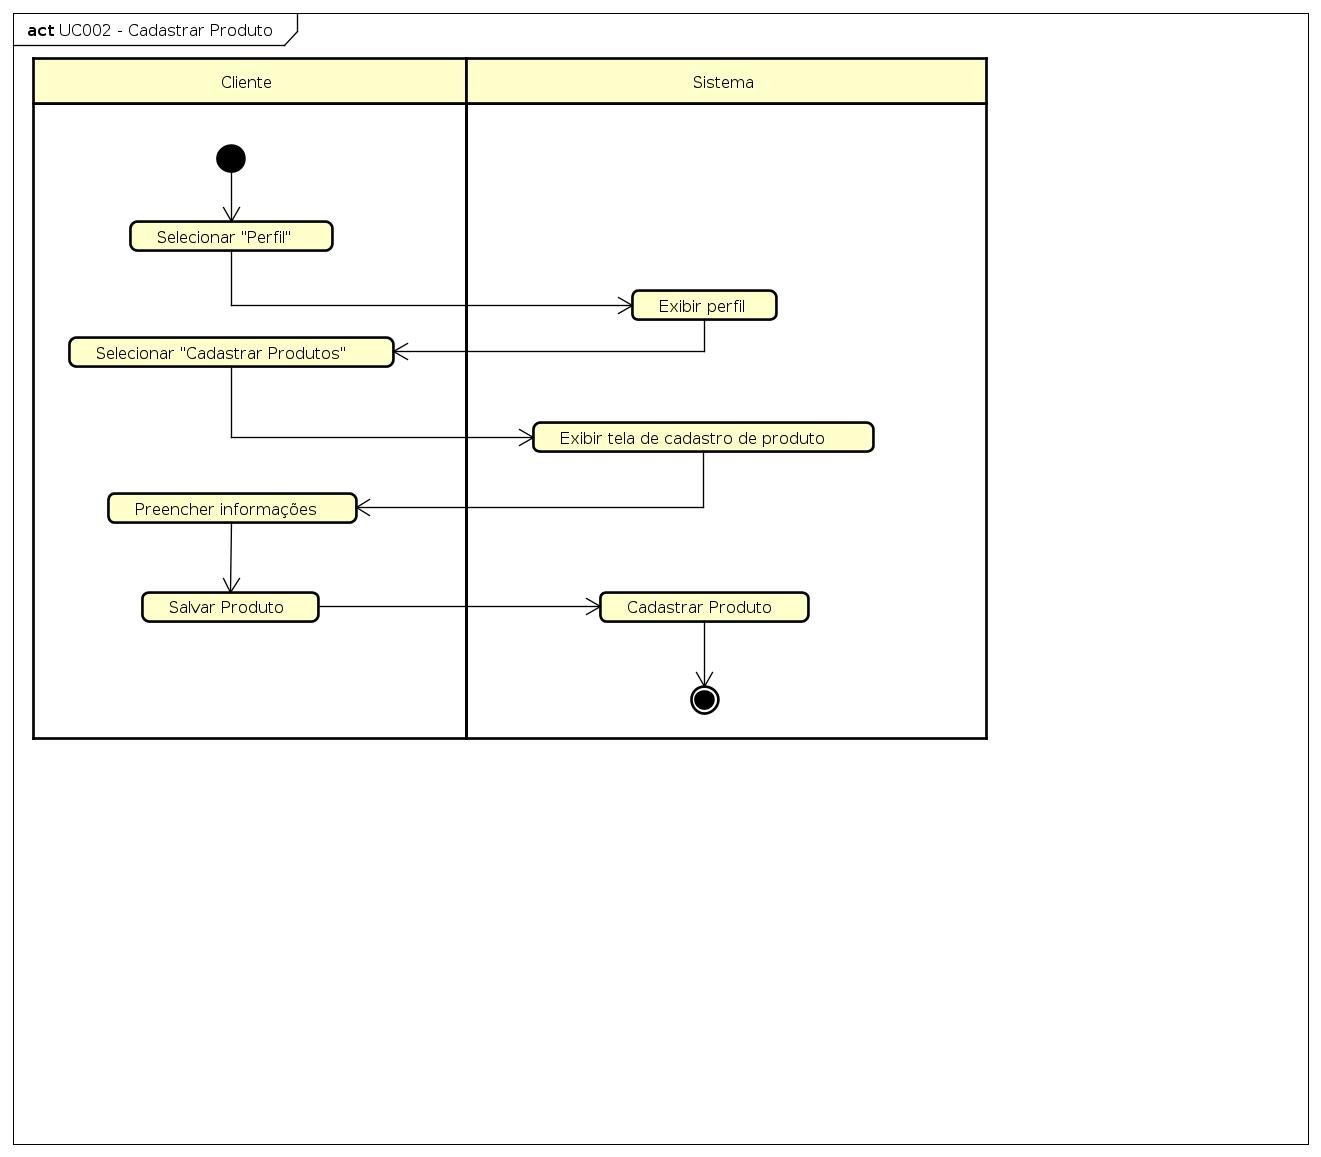 act UC002 - Cadastrar Produto
Cliente
Sistema
Selecionar "Perfil"
Exibir perfil
Selecionar "Cadastrar Produtos"
Exibir tela de cadastro de produto
Preencher informações
Salvar Produto
Cadastrar Produto